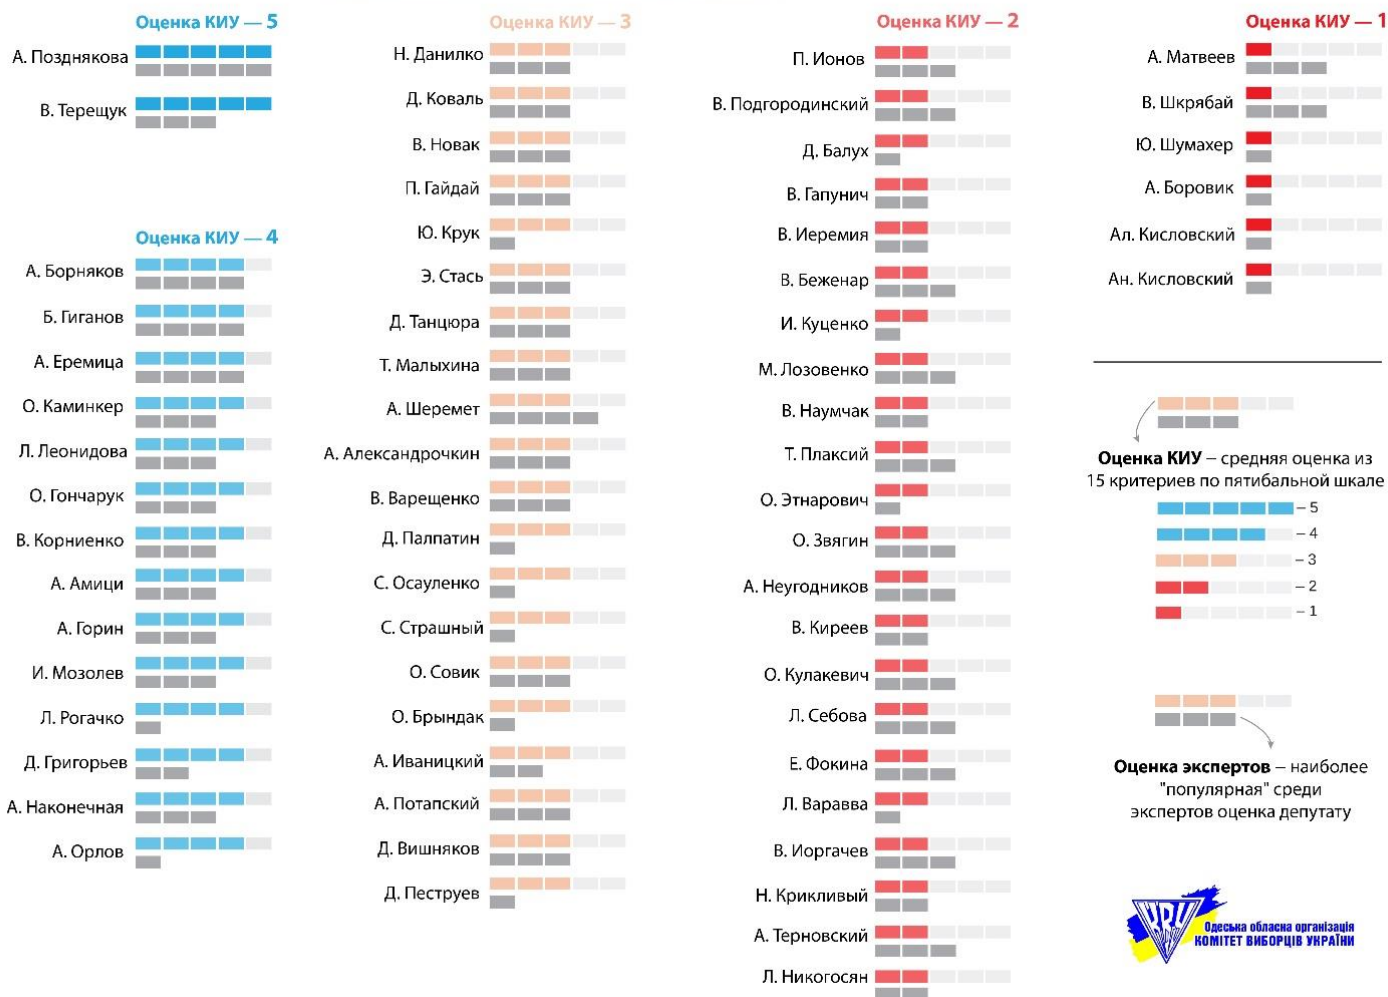 Оценка КИУ — 5
А. Позднякова
В. Терещук
Оценка КИУ — 4
А. Борняков
Б. Гиганов
А. Еремица
О. Каминкер
Л. Леонидова
О. Гончарук
В. Корниенко
А. Амици
А. Горин
И. Мозолев
Л. Рогачко
Д. Григорьев
А. Наконечная
А. Орлов
Оценка КИУ — 3
Н. Данилко
Д. Коваль
В. Новак
П. Гайдай
Ю. Крук
Э. Стась
Д. Танцюра
Т. Малыхина
А. Шеремет
А. Александрочкин
В. Варещенко
Д. Палпатин
С. Осауленко
С. Страшный
О. Совик
О. Брындак
А. Иваницкий
А. Потапский
Д. Вишняков
Д. Пеструев
Оценка КИУ — 2
П. Ионов
В. Подгородинский
Д. Балух
В. Гапунич
В. Иеремия
В. Беженар
И. Куценко
М. Лозовенко
В. Наумчак
Т. Плаксий
О. Этнарович
О. Звягин
А. Неугодников
В. Киреев
О. Кулакевич
Л. Себова
Е. Фокина
Л. Варавва
В. Иоргачев
Н. Крикливый
А. Терновский
Л. Никогосян
Оценка КИУ — 1
А. Матвеев
В. Шкрябай
Ю. Шумахер
А. Боровик
Ал. Кисловский
Ан. Кисловский
Оценка КИУ – средняя оценка из
15 критериев по пятибальной шкале
– 5
– 4
– 3
– 2
– 1
Оценка экспертов – наиболее
"популярная" среди
экспертов оценка депутату
Одеська обласна організація
КОМІТЕТ ВИБОРЦІВ УКРАЇНИ